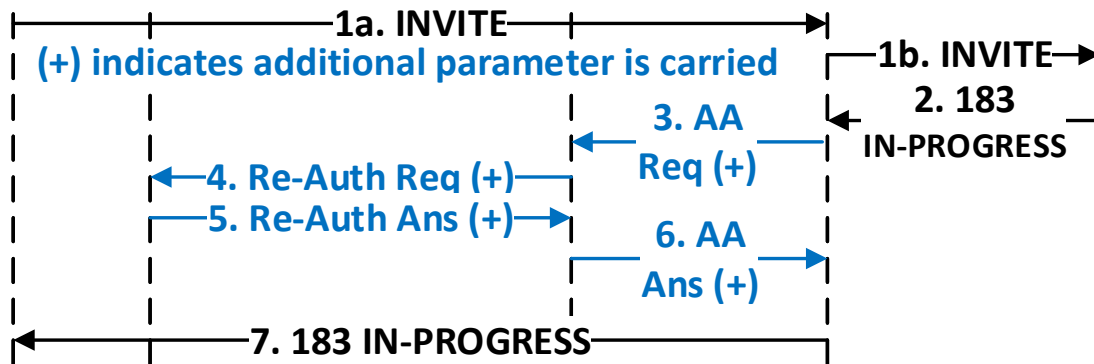 1a. INVITE
(+) indicates additional parameter is carried
1b. INVITE
2. 183
IN-PROGRESS
3. AA
Req (+)
4. Re-Auth Req (+)
5. Re-Auth Ans (+)
6. AA
Ans (+)
7. 183 IN-PROGRESS